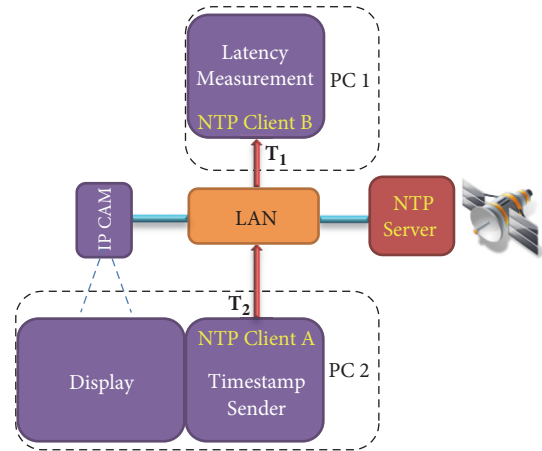 Latency
Measurement
PC 1
NTP Client B
T1
IP CAM
LAN
NTP
Server
T2
NTP Client A
Display
Timestamp
Sender
PC 2